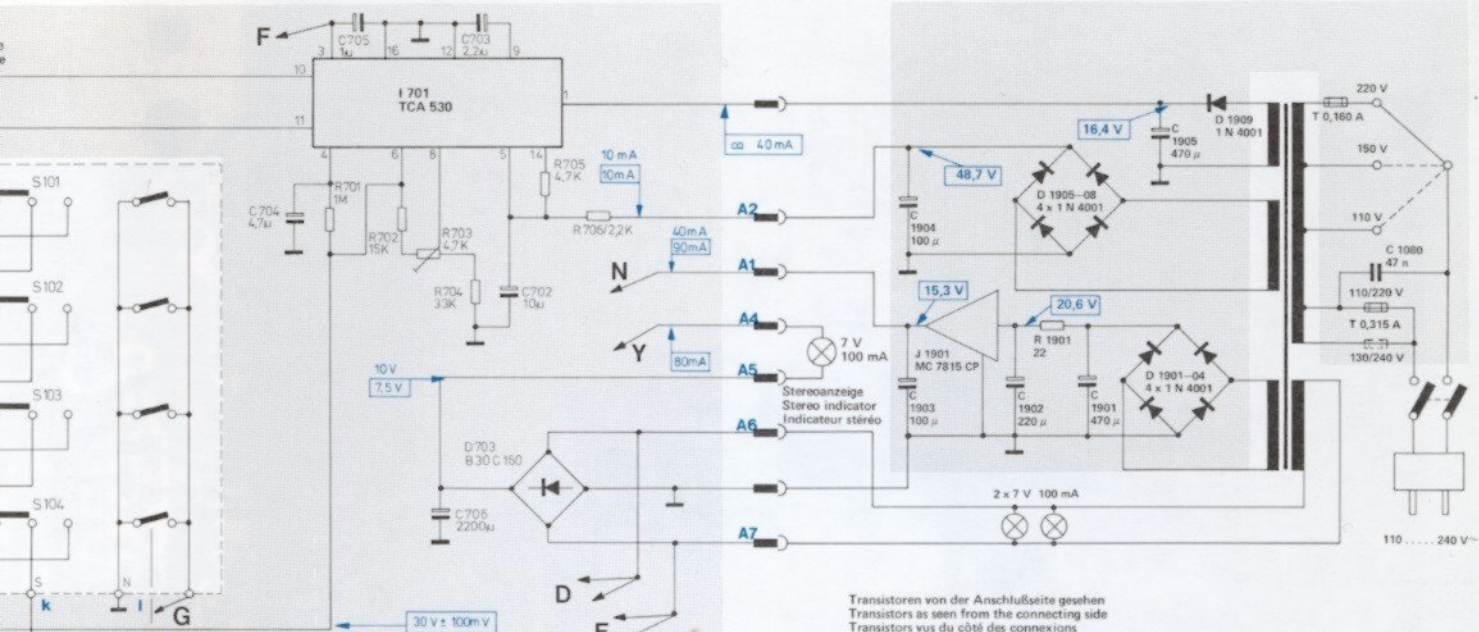 F
C705
1µ
C703
2,2µ
3
16
12
9
10
11
1
I 701
TCA 530
4
6
8
5
14
R705
4,7K
10 mA
10mA
ca 40mA
16,4 V
C
1905
470 µ
D 1909
1 N 4001
T 0,160 A
220 V
150 V
110 V
C 1080
47 n
110/220 V
T 0,315 A
130/240 V
110 ..... 240 V~
48,7 V
D 1905-08
4 x 1 N 4001
C
1904
100 µ
S101
S102
S103
S104
C704
4,7µ
R701
1M
R702
15K
R703
4,7K
R704
33K
C702
10µ
R706/2,2K
A2
40mA
90mA
N
A1
15,3 V
20,6 V
R 1901
22
J 1901
MC 7815 CP
D 1901-04
4 x 1 N 4001
C
1903
100 µ
C
1902
220 µ
C
1901
470 µ
A4
Y
80mA
7 V
100 mA
10V
7,5V
A5
Stereoanzeige
Stereo indicator
Indicateur stéréo
A6
D703
B30C160
C706
2200µ
2 x 7 V 100 mA
A7
D
S
N
k
l
G
30 V ± 100mV
Transistoren von der Anschlußseite gesehen
Transistors as seen from the connecting side
Transistors vus du côté des connexions